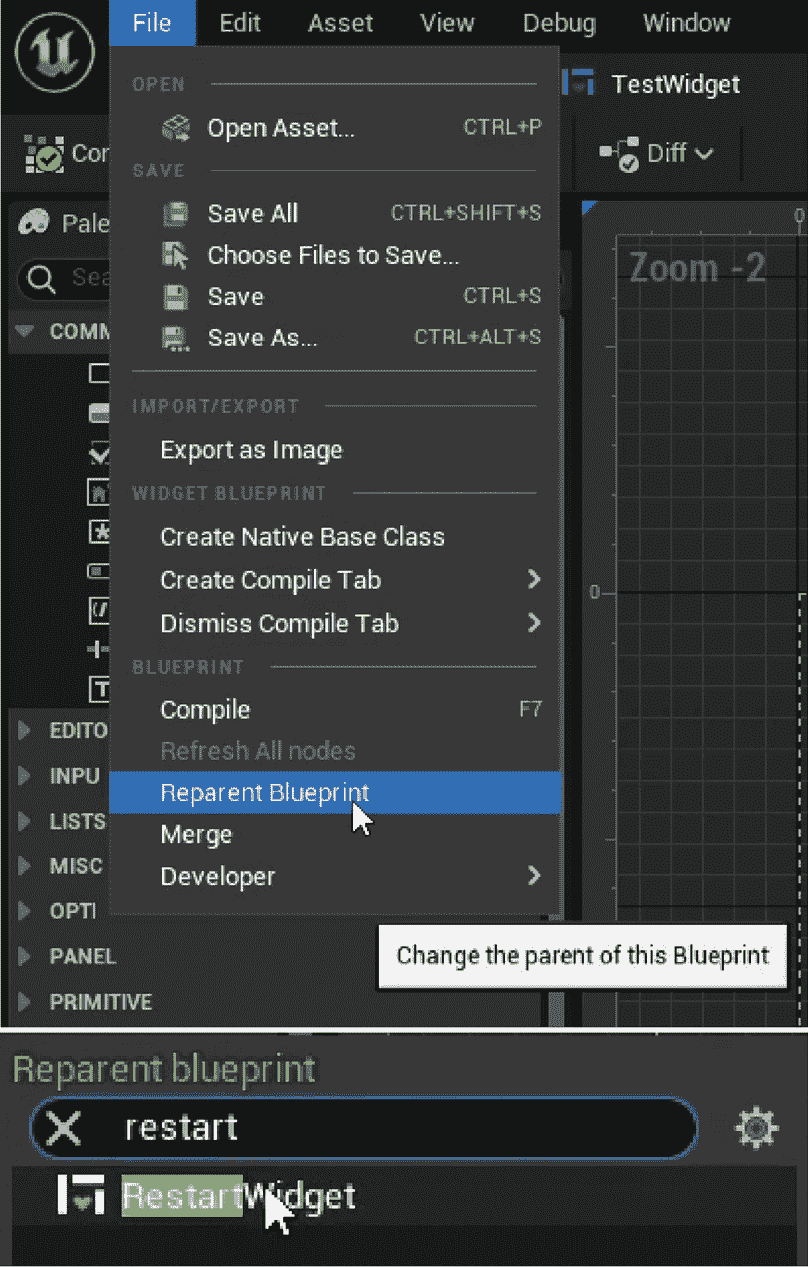 File Edit Asset View Debug Window
TestWidget
OPEN
Open Asset... CTRL+P
Diff
SAVE
Save All CTRL+SHIFT+S
Choose Files to Save...
Save CTRL+S
Save As... CTRL+ALT+S
IMPORT/EXPORT
Export as Image
WIDGET BLUEPRINT
Create Native Base Class
Create Compile Tab
Dismiss Compile Tab
BLUEPRINT
Compile F7
Refresh All nodes
Reparent Blueprint
Merge
Developer
Cor
Pale
Sea
COMM
EDITO
INPU
LISTS
MISC
OPTI
PANEL
PRIMITIVE
0
Zoom -2
0
Change the parent of this Blueprint
Reparent blueprint
restart
RestartWidget